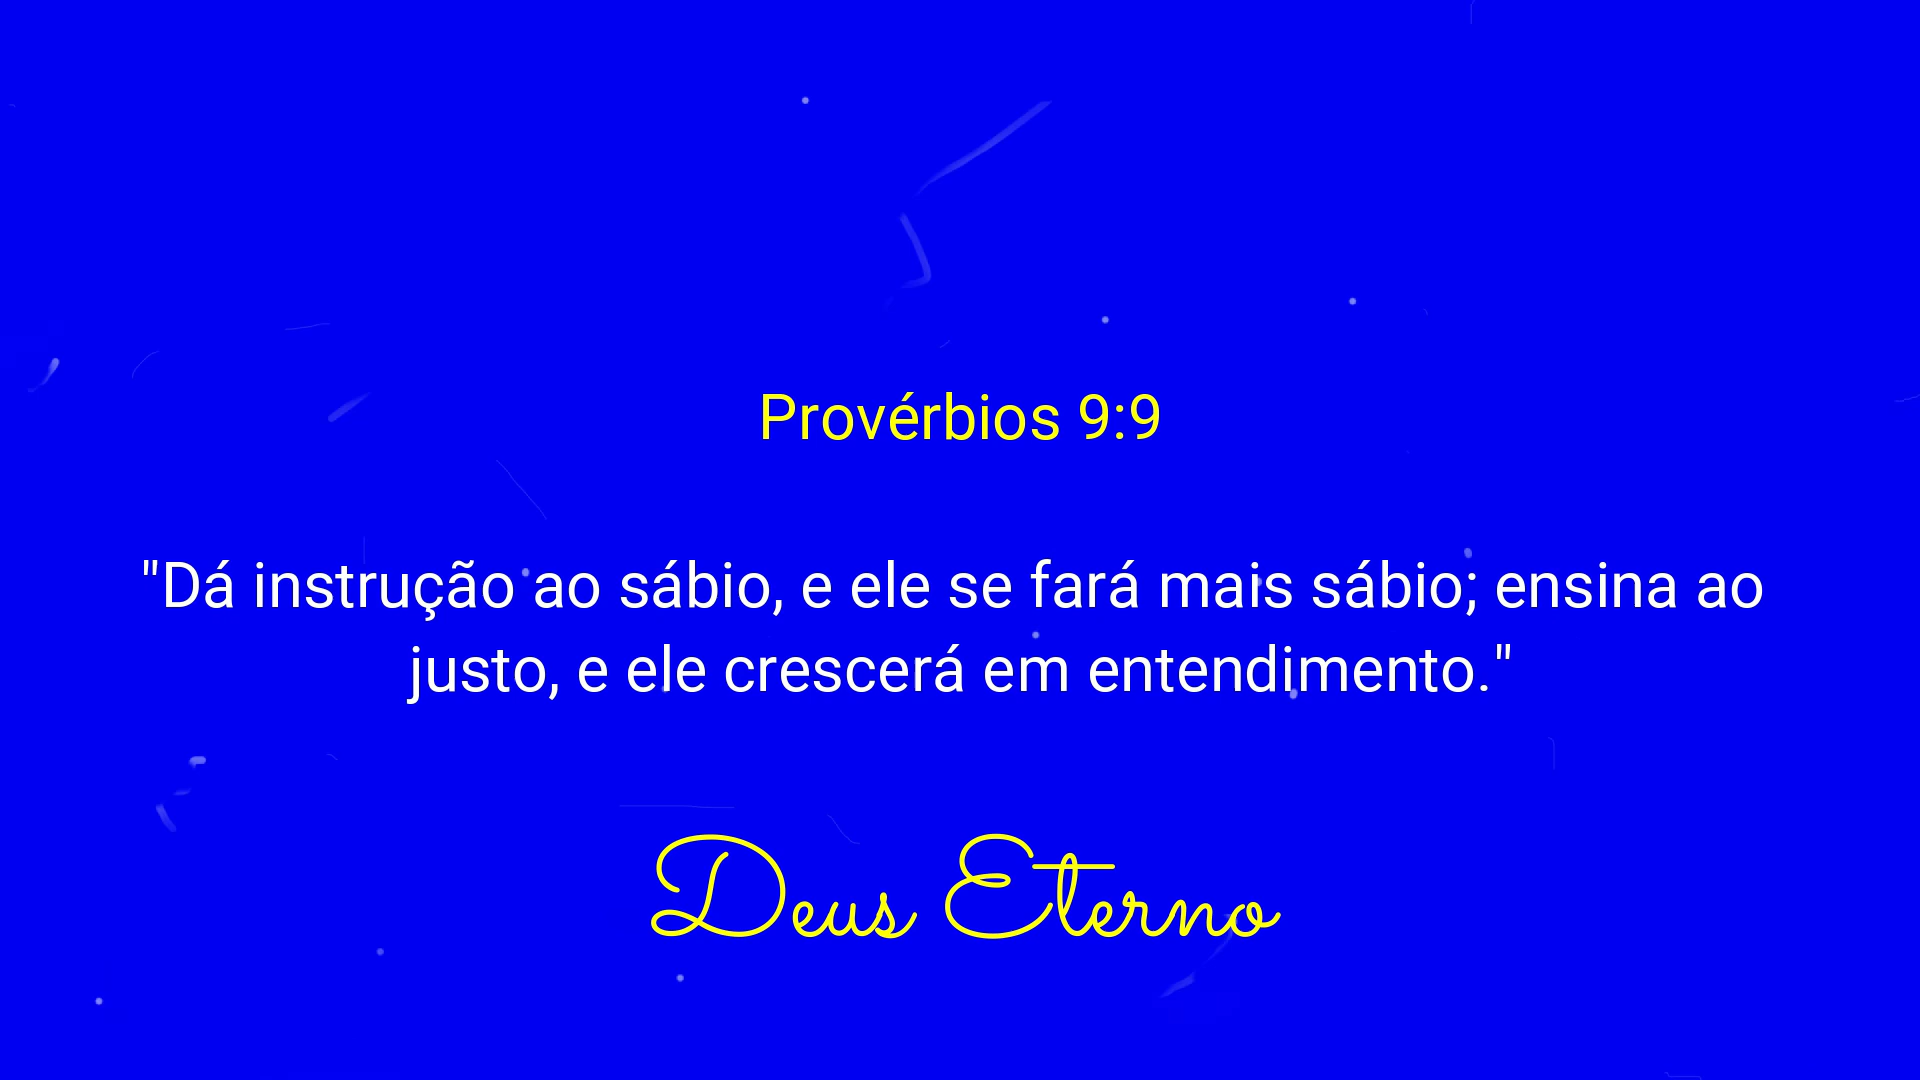 Provérbios 9:9
"Dá instrução ao sábio, e ele se fará mais sábio; ensina ao
justo, e ele crescerá em entendimento."
Deus Eterno